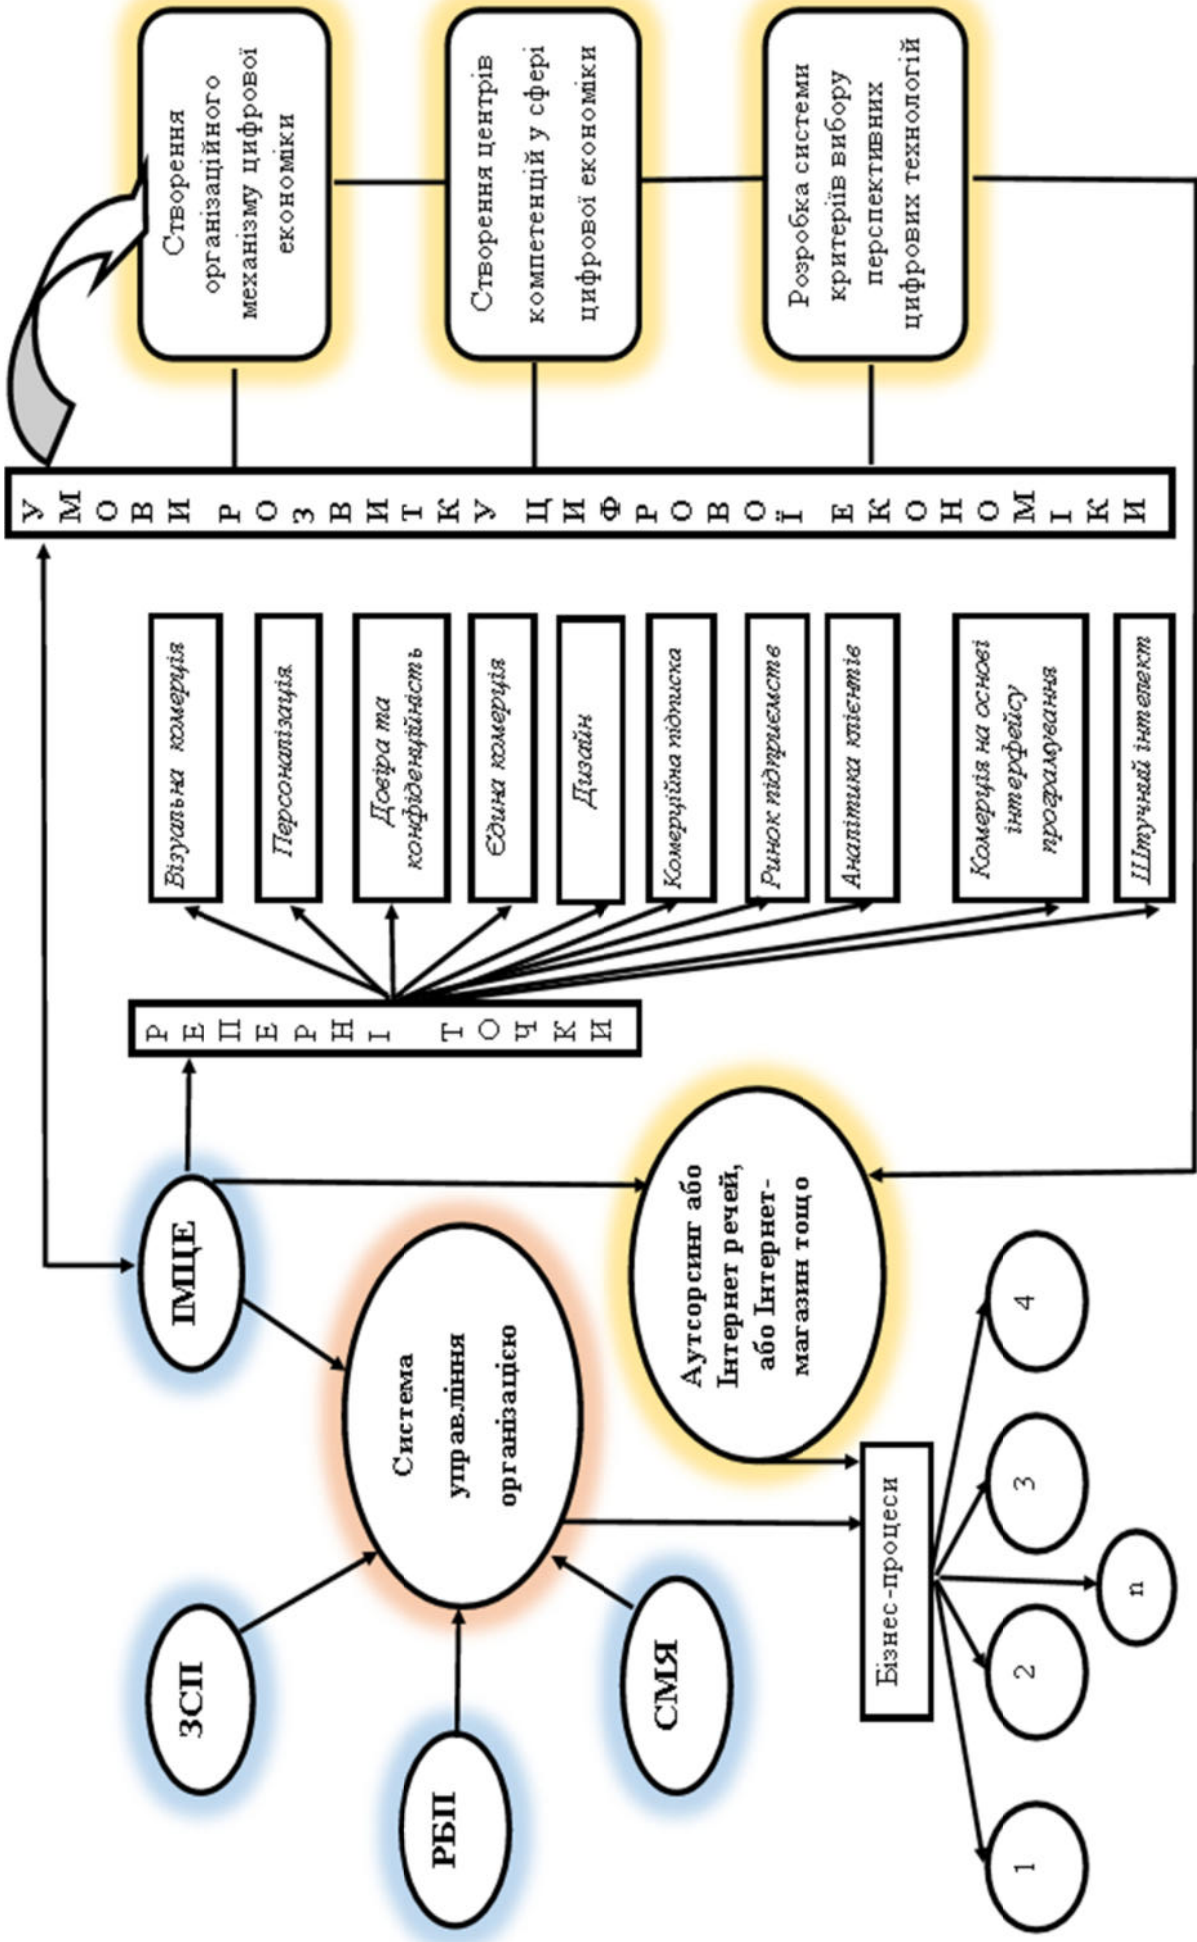 ЗСП
РБП
СМЯ
ІМЦЕ
Система
управління
організацією
Аутсорсинг або
Інтернет речей,
або Інтернет-
магазин тощо
Бізнес-процеси
1
2
3
4
n
РЕПЕРНІ ТОЧКИ
Візуальна комерція
Персоналізація
Довіра та
конфіденційність
Єдина комерція
Дизайн
Комерційна підписка
Ринок підприємств
Аналітика клієнтів
Комерція на основі
інтерфейсу
програмування
Штучний інтелект
УМОВИ РОЗВИТКУ ЦИФРОВОЇ ЕКОНОМІКИ
Створення
організаційного
механізму цифрової
економіки
Створення центрів
компетенцій у сфері
цифрової економіки
Розробка системи
критеріїв вибору
перспективних
цифрових технологій